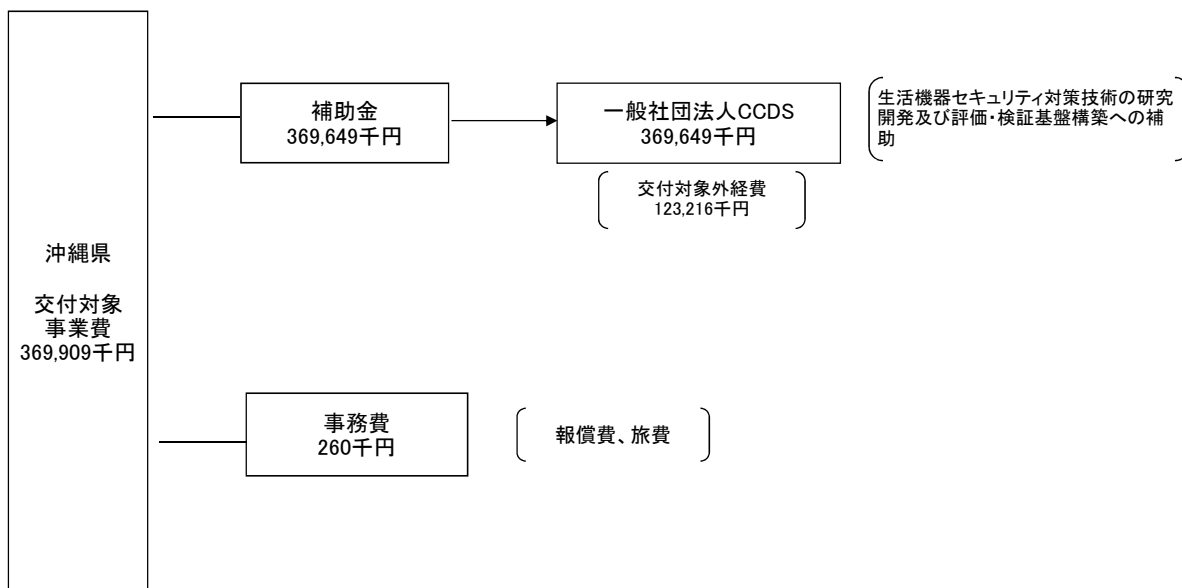 沖縄県
交付対象
事業費
369,909千円
補助金
369,649千円
一般社団法人CCDS
369,649千円
交付対象外経費
123,216千円
生活機器セキュリティ対策技術の研究
開発及び評価・検証基盤構築への補
助
事務費
260千円
報償費、旅費